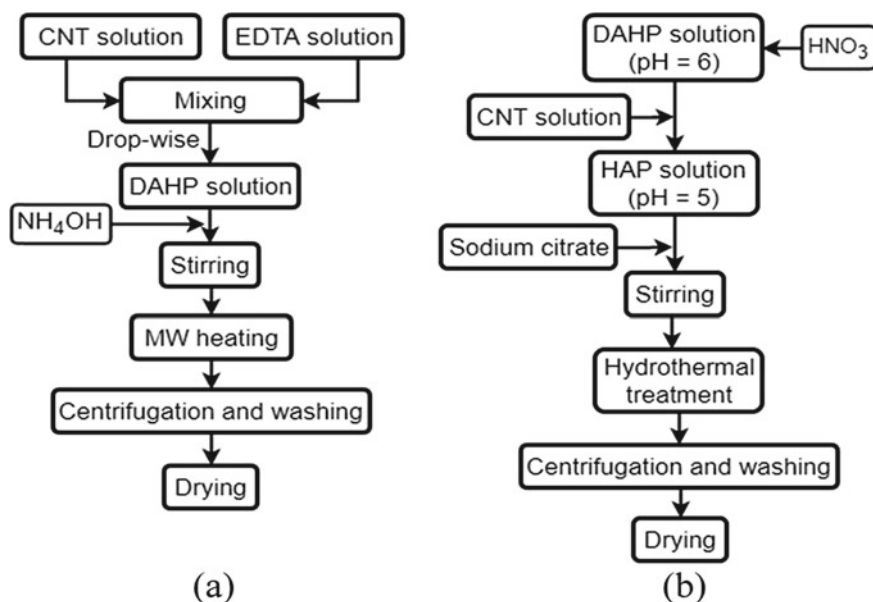 CNT solution
EDTA solution
Mixing
Drop-wise
DAHP solution
NH₄OH
Stirring
MW heating
Centrifugation and washing
Drying
(a)
DAHP solution
(pH = 6)
HNO₃
CNT solution
HAP solution
(pH = 5)
Sodium citrate
Stirring
Hydrothermal
treatment
Centrifugation and washing
Drying
(b)